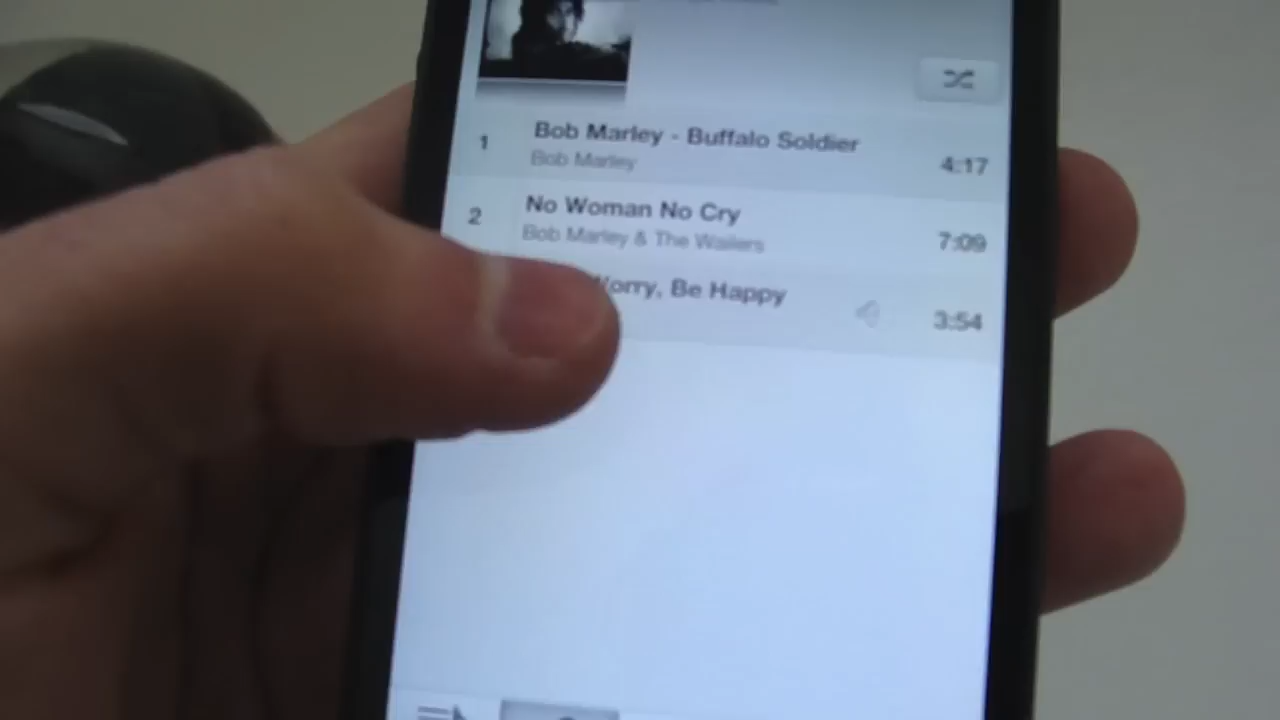 1
Bob Marley - Buffalo Soldier
Bob Marley
4:17
2
No Woman No Cry
Bob Marley & The Wailers
7:09
Worry, Be Happy
3:54